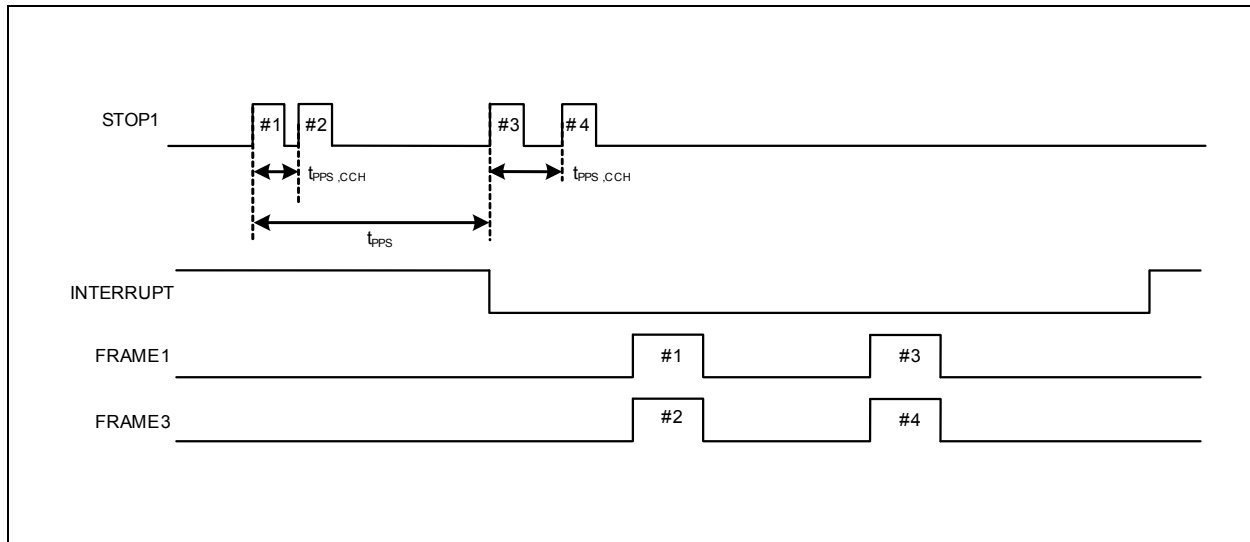 STOP1
#1 #2 #3 #4
tPPS,CCH tPPS,CCH
tPPS
INTERRUPT
FRAME1 #1 #3
FRAME3 #2 #4